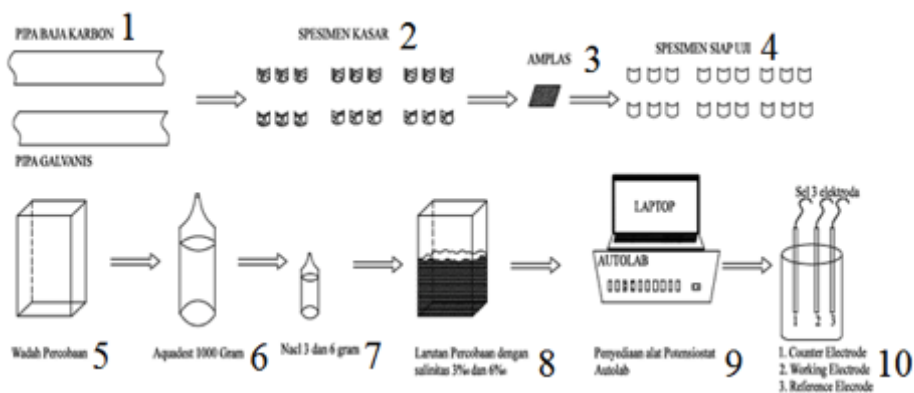 PIPA BAJA KARBON 1
SPESIMEN KASAR 2
AMPLAS 3
SPESIMEN SIAP UJI 4
PIPA GALVANIS
LAPTOP
AUTOLAB
Sel 3 elektroda
1 2 3
Wadah Percobaan 5
Aquadest 1000 Gram 6
Nacl 3 dan 6 gram 7
Larutan Percobaan dengan
salinitas 3‰ dan 6‰ 8
Penyediaan alat Potensiostat
Autolab 9
1. Counter Electrode
2. Working Electrode
3. Reference Elecrode
10